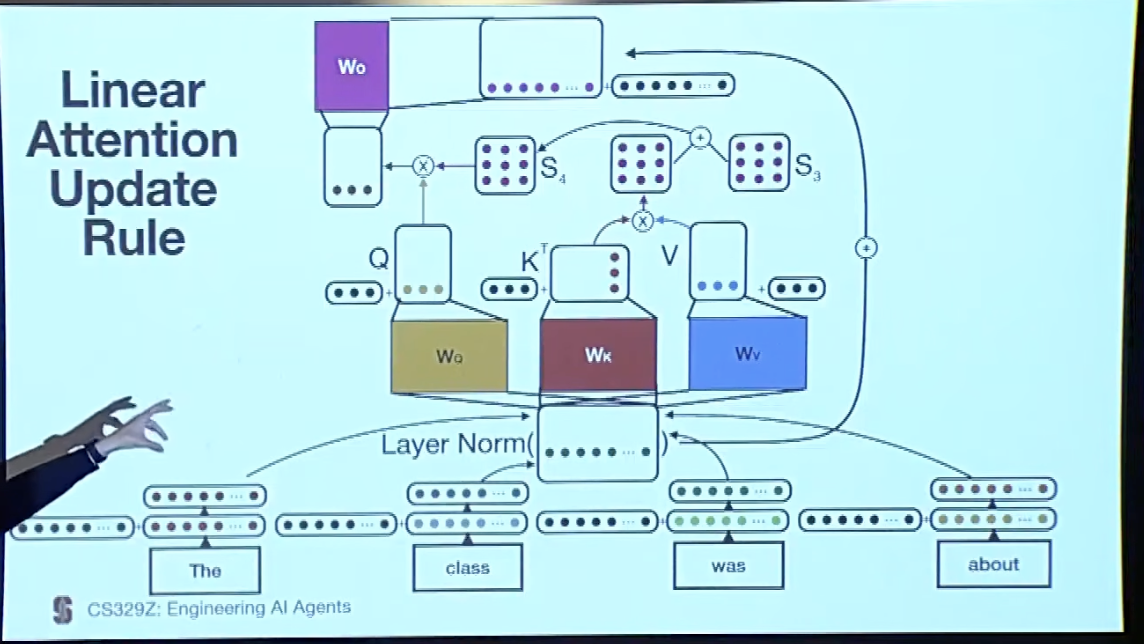 Linear
Attention
Update
Rule
Wo
S₄
S₃
Q
Kᵀ
V
WQ
WK
WV
Layer Norm(
)
The
class
was
about
CS329Z: Engineering AI Agents